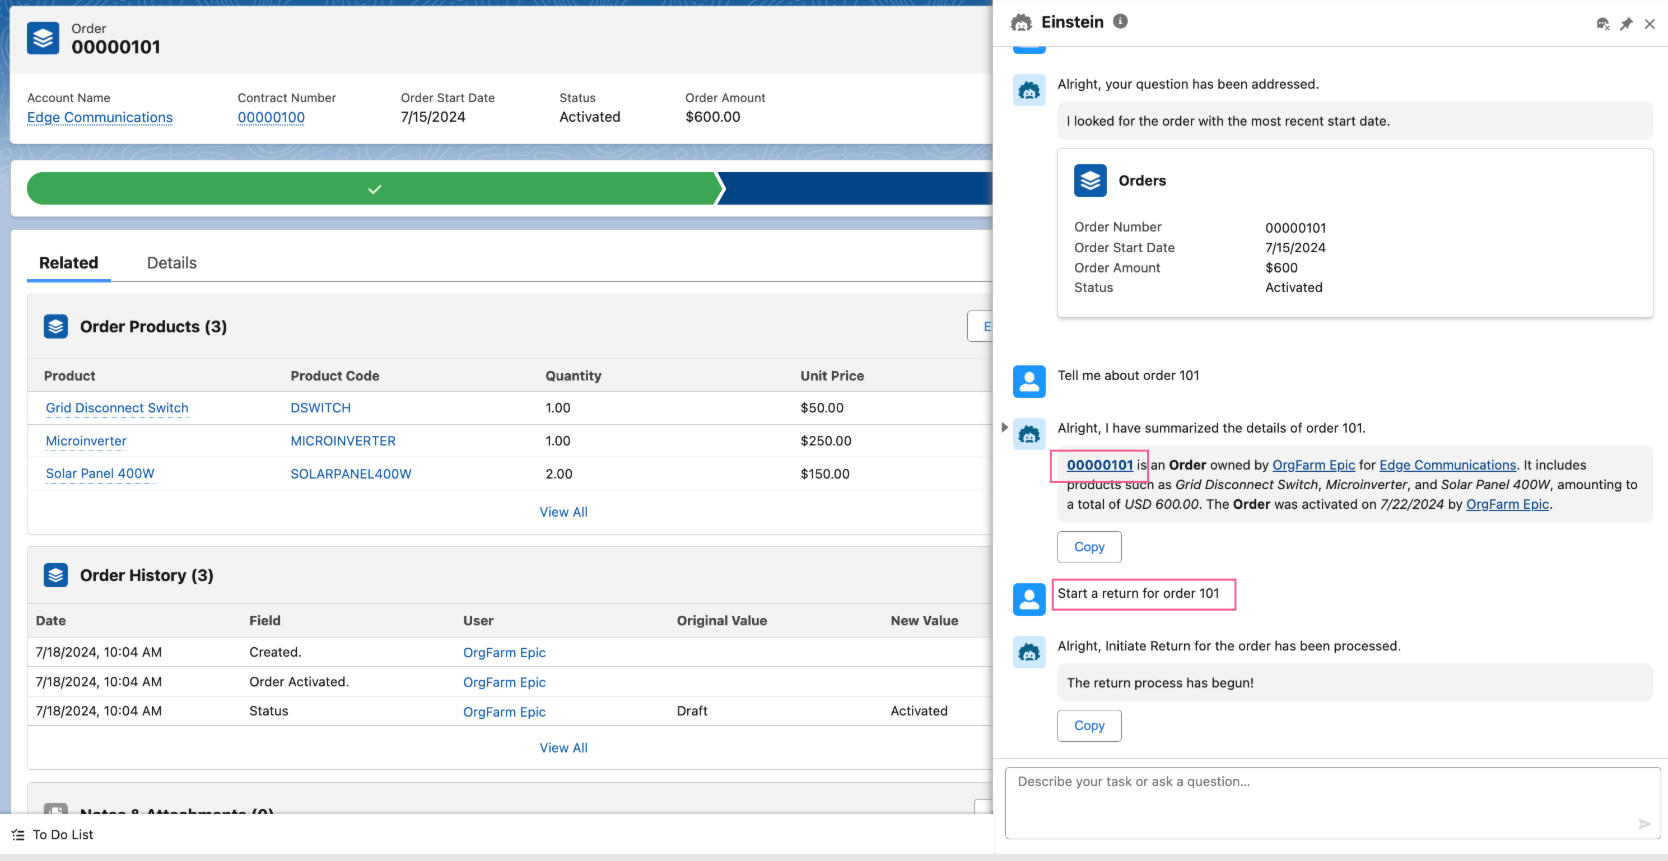 Order
00000101
Account Name
Contract Number
Order Start Date
Status
Order Amount
Edge Communications
00000100
7/15/2024
Activated
$600.00
Related
Details
Order Products (3)
E
Product
Product Code
Quantity
Unit Price
Grid Disconnect Switch
DSWITCH
1.00
$50.00
Microinverter
MICROINVERTER
1.00
$250.00
Solar Panel 400W
SOLARPANEL400W
2.00
$150.00
View All
Order History (3)
Date
Field
User
Original Value
New Value
7/18/2024, 10:04 AM
Created.
OrgFarm Epic
7/18/2024, 10:04 AM
Order Activated.
OrgFarm Epic
7/18/2024, 10:04 AM
Status
OrgFarm Epic
Draft
Activated
View All
Notes & Attachments (0)
To Do List
Einstein
Alright, your question has been addressed.
I looked for the order with the most recent start date.
Orders
Order Number
00000101
Order Start Date
7/15/2024
Order Amount
$600
Status
Activated
Tell me about order 101
Alright, I have summarized the details of order 101.
00000101 is an Order owned by OrgFarm Epic for Edge Communications. It includes
products such as Grid Disconnect Switch, Microinverter, and Solar Panel 400W, amounting to
a total of USD 600.00. The Order was activated on 7/22/2024 by OrgFarm Epic.
Copy
Start a return for order 101
Alright, Initiate Return for the order has been processed.
The return process has begun!
Copy
Describe your task or ask a question...